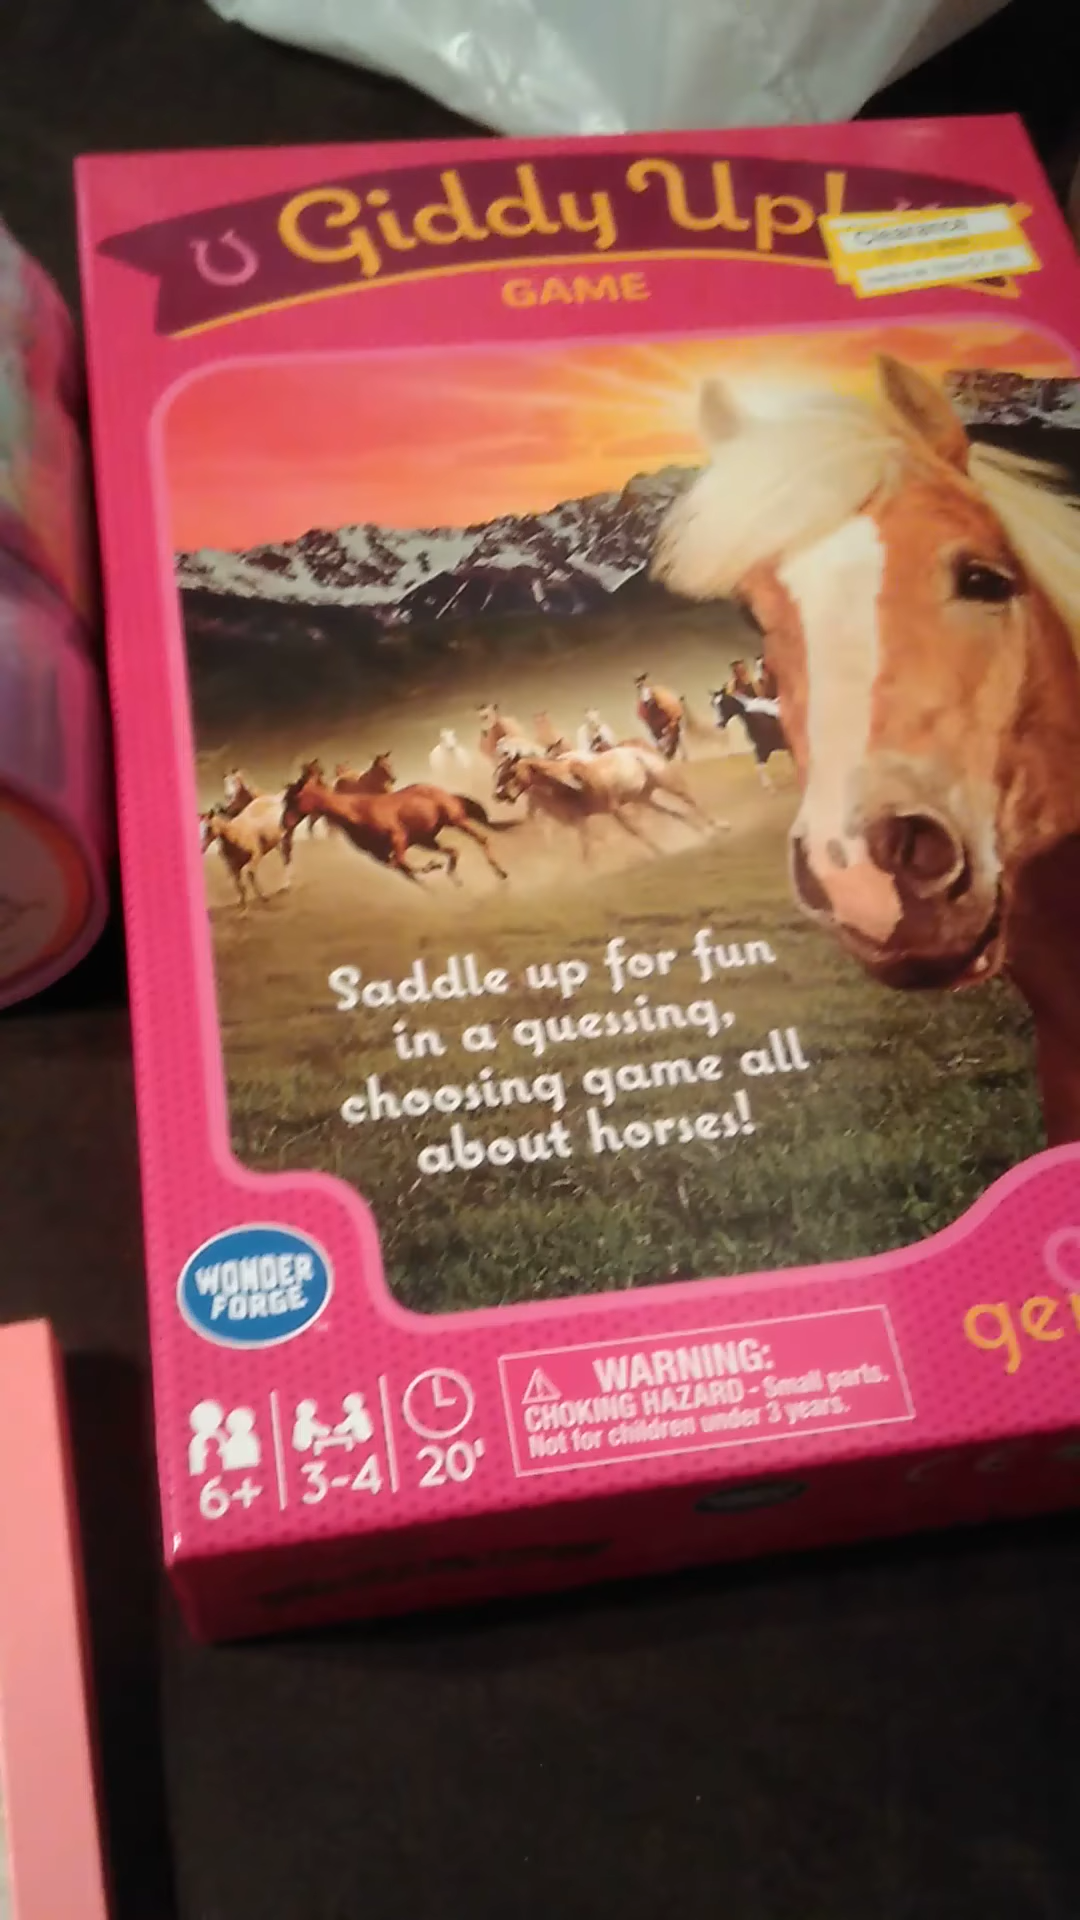 Giddy Up!
Clearance
GAME
Saddle up for fun
in a guessing,
choosing game all
about horses!
WONDER
FORGE
ge
WARNING:
CHOKING HAZARD - Small parts.
Not for children under 3 years.
6+
3-4
20'